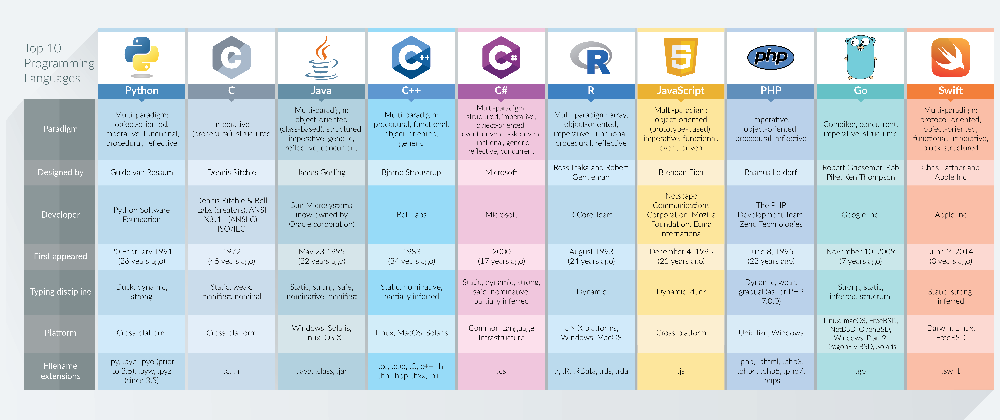 Top 10
Programming
Languages
C
C
++
C
#
R
5
php
Python
C
Java
C++
C#
R
JavaScript
PHP
Go
Swift
Paradigm
Multi-paradigm:
object-oriented,
imperative, functional,
procedural, reflective
Imperative
(procedural), structured
Multi-paradigm:
object-oriented
(class-based), structured,
imperative, generic,
reflective, concurrent
Multi-paradigm:
procedural, functional,
object-oriented,
generic
Multi-paradigm:
structured, imperative,
object-oriented,
event-driven, task-driven,
functional, generic,
reflective, concurrent
Multi-paradigm: array,
object-oriented,
imperative, functional,
procedural, reflective
Multi-paradigm:
object-oriented
(prototype-based),
imperative, functional,
event-driven
Imperative,
object-oriented,
procedural, reflective
Compiled, concurrent,
imperative, structured
Multi-paradigm:
protocol-oriented,
object-oriented,
functional, imperative,
block-structured
Designed by
Guido van Rossum
Dennis Ritchie
James Gosling
Bjarne Stroustrup
Microsoft
Ross Ihaka and Robert
Gentleman
Brendan Eich
Rasmus Lerdorf
Robert Griesemer, Rob
Pike, Ken Thompson
Chris Lattner and
Apple Inc
Developer
Python Software
Foundation
Dennis Ritchie & Bell
Labs (creators), ANSI
X3J11 (ANSI C),
ISO/IEC
Sun Microsystems
(now owned by
Oracle corporation)
Bell Labs
Microsoft
R Core Team
Netscape
Communications
Corporation, Mozilla
Foundation, Ecma
International
The PHP
Development Team,
Zend Technologies
Google Inc.
Apple Inc
First appeared
20 February 1991
(26 years ago)
1972
(45 years ago)
May 23 1995
(22 years ago)
1983
(34 years ago)
2000
(17 years ago)
August 1993
(24 years ago)
December 4, 1995
(21 years ago)
June 8, 1995
(22 years ago)
November 10, 2009
(7 years ago)
June 2, 2014
(3 years ago)
Typing discipline
Duck, dynamic,
strong
Static, weak,
manifest, nominal
Static, strong, safe,
nominative, manifest
Static, nominative,
partially inferred
Static, dynamic, strong,
safe, nominative,
partially inferred
Dynamic
Dynamic, duck
Dynamic, weak,
gradual (as for PHP
7.0.0)
Strong, static,
inferred, structural
Static, strong,
inferred
Platform
Cross-platform
Cross-platform
Windows, Solaris,
Linux, OS X
Linux, MacOS, Solaris
Common Language
Infrastructure
UNIX platforms,
Windows, MacOS
Cross-platform
Unix-like, Windows
Linux, macOS, FreeBSD,
NetBSD, OpenBSD,
Windows, Plan 9,
DragonFly BSD, Solaris
Darwin, Linux,
FreeBSD
Filename
extensions
.py, .pyc, .pyo (prior
to 3.5), .pyw, .pyz
(since 3.5)
.c, .h
.java, .class, .jar
.cc, .cpp, .C, c++, .h,
.hh, .hpp, .hxx, .h++
.cs
.r, .R, .RData, .rds, .rda
.js
.php, .phtml, .php3,
.php4, .php5, .php7,
.phps
.go
.swift